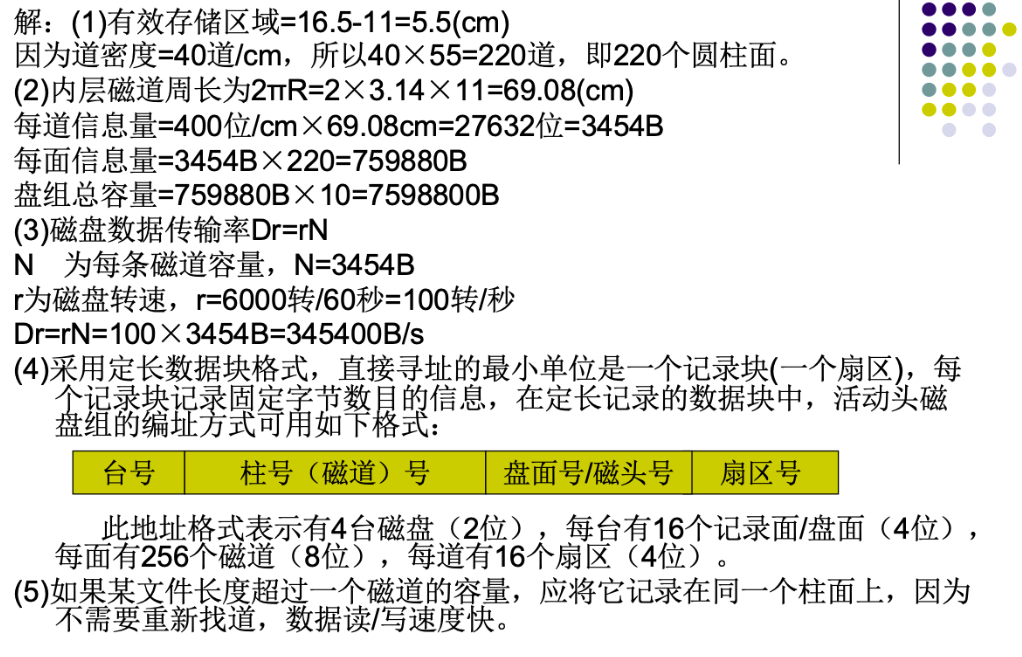 解：(1)有效存储区域=16.5-11=5.5(cm)
因为道密度=40道/cm，所以40×55=220道，即220个圆柱面。
(2)内层磁道周长为2πR=2×3.14×11=69.08(cm)
每道信息量=400位/cm×69.08cm=27632位=3454B
每面信息量=3454B×220=759880B
盘组总容量=759880B×10=7598800B
(3)磁盘数据传输率Dr=rN
N 为每条磁道容量，N=3454B
r为磁盘转速，r=6000转/60秒=100转/秒
Dr=rN=100×3454B=345400B/s
(4)采用定长数据块格式，直接寻址的最小单位是一个记录块(一个扇区)，每
个记录块记录固定字节数目的信息，在定长记录的数据块中，活动头磁
盘组的编址方式可用如下格式：
台号 柱号（磁道）号 盘面号/磁头号 扇区号
此地址格式表示有4台磁盘（2位），每台有16个记录面/盘面（4位），
每面有256个磁道（8位），每道有16个扇区（4位）。
(5)如果某文件长度超过一个磁道的容量，应将它记录在同一个柱面上，因为
不需要重新找道，数据读/写速度快。